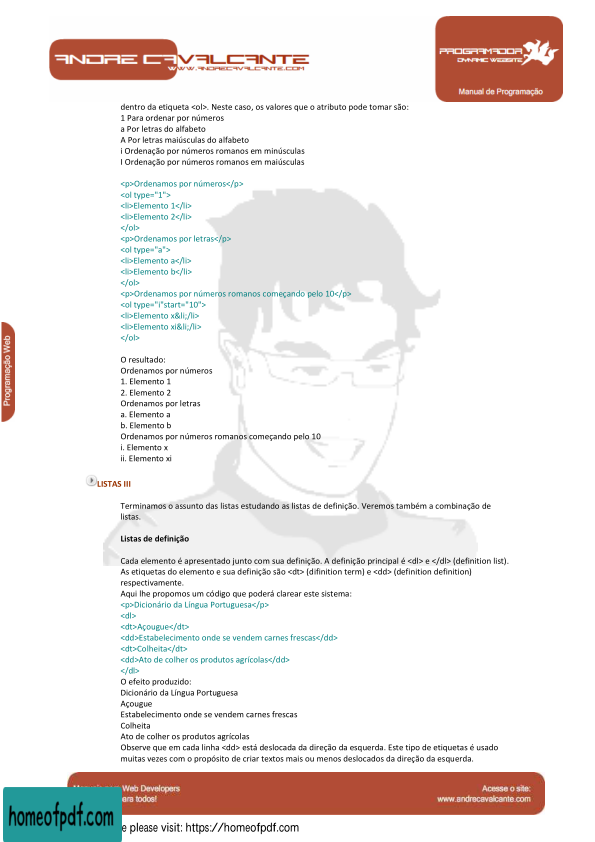 ANDRE CAVALCANTE
WWW.ANDRECAVALCANTE.COM
PROGRAMADOR
DYNAMIC WEBSITE
Manual de Programação
dentro da etiqueta <ol>. Neste caso, os valores que o atributo pode tomar são:
1 Para ordenar por números
a Por letras do alfabeto
A Por letras maiúsculas do alfabeto
i Ordenação por números romanos em minúsculas
I Ordenação por números romanos em maiúsculas
<p>Ordenamos por números</p>
<ol type="1">
<li>Elemento 1</li>
<li>Elemento 2</li>
</ol>
<p>Ordenamos por letras</p>
<ol type="a">
<li>Elemento a</li>
<li>Elemento b</li>
</ol>
<p>Ordenamos por números romanos começando pelo 10</p>
<ol type="i"start="10">
<li>Elemento x&li;/li>
<li>Elemento xi&li;/li>
</ol>
Programação Web
O resultado:
Ordenamos por números
1. Elemento 1
2. Elemento 2
Ordenamos por letras
a. Elemento a
b. Elemento b
Ordenamos por números romanos começando pelo 10
i. Elemento x
ii. Elemento xi
LISTAS III
Terminamos o assunto das listas estudando as listas de definição. Veremos também a combinação de
listas.
Listas de definição
Cada elemento é apresentado junto com sua definição. A definição principal é <dl> e </dl> (definition list).
As etiquetas do elemento e sua definição são <dt> (difinition term) e <dd> (definition definition)
respectivamente.
Aqui lhe propomos um código que poderá clarear este sistema:
<p>Dicionário da Língua Portuguesa</p>
<dl>
<dt>Açougue</dt>
<dd>Estabelecimento onde se vendem carnes frescas</dd>
<dt>Colheita</dt>
<dd>Ato de colher os produtos agrícolas</dd>
</dl>
O efeito produzido:
Dicionário da Língua Portuguesa
Açougue
Estabelecimento onde se vendem carnes frescas
Colheita
Ato de colher os produtos agrícolas
Observe que em cada linha <dd> está deslocada da direção da esquerda. Este tipo de etiquetas é usado
muitas vezes com o propósito de criar textos mais ou menos deslocados da direção da esquerda.
Web Developers
para todos!
Acesse o site:
www.andrecavalcante.com
homeofpdf.com
e please visit: https://homeofpdf.com